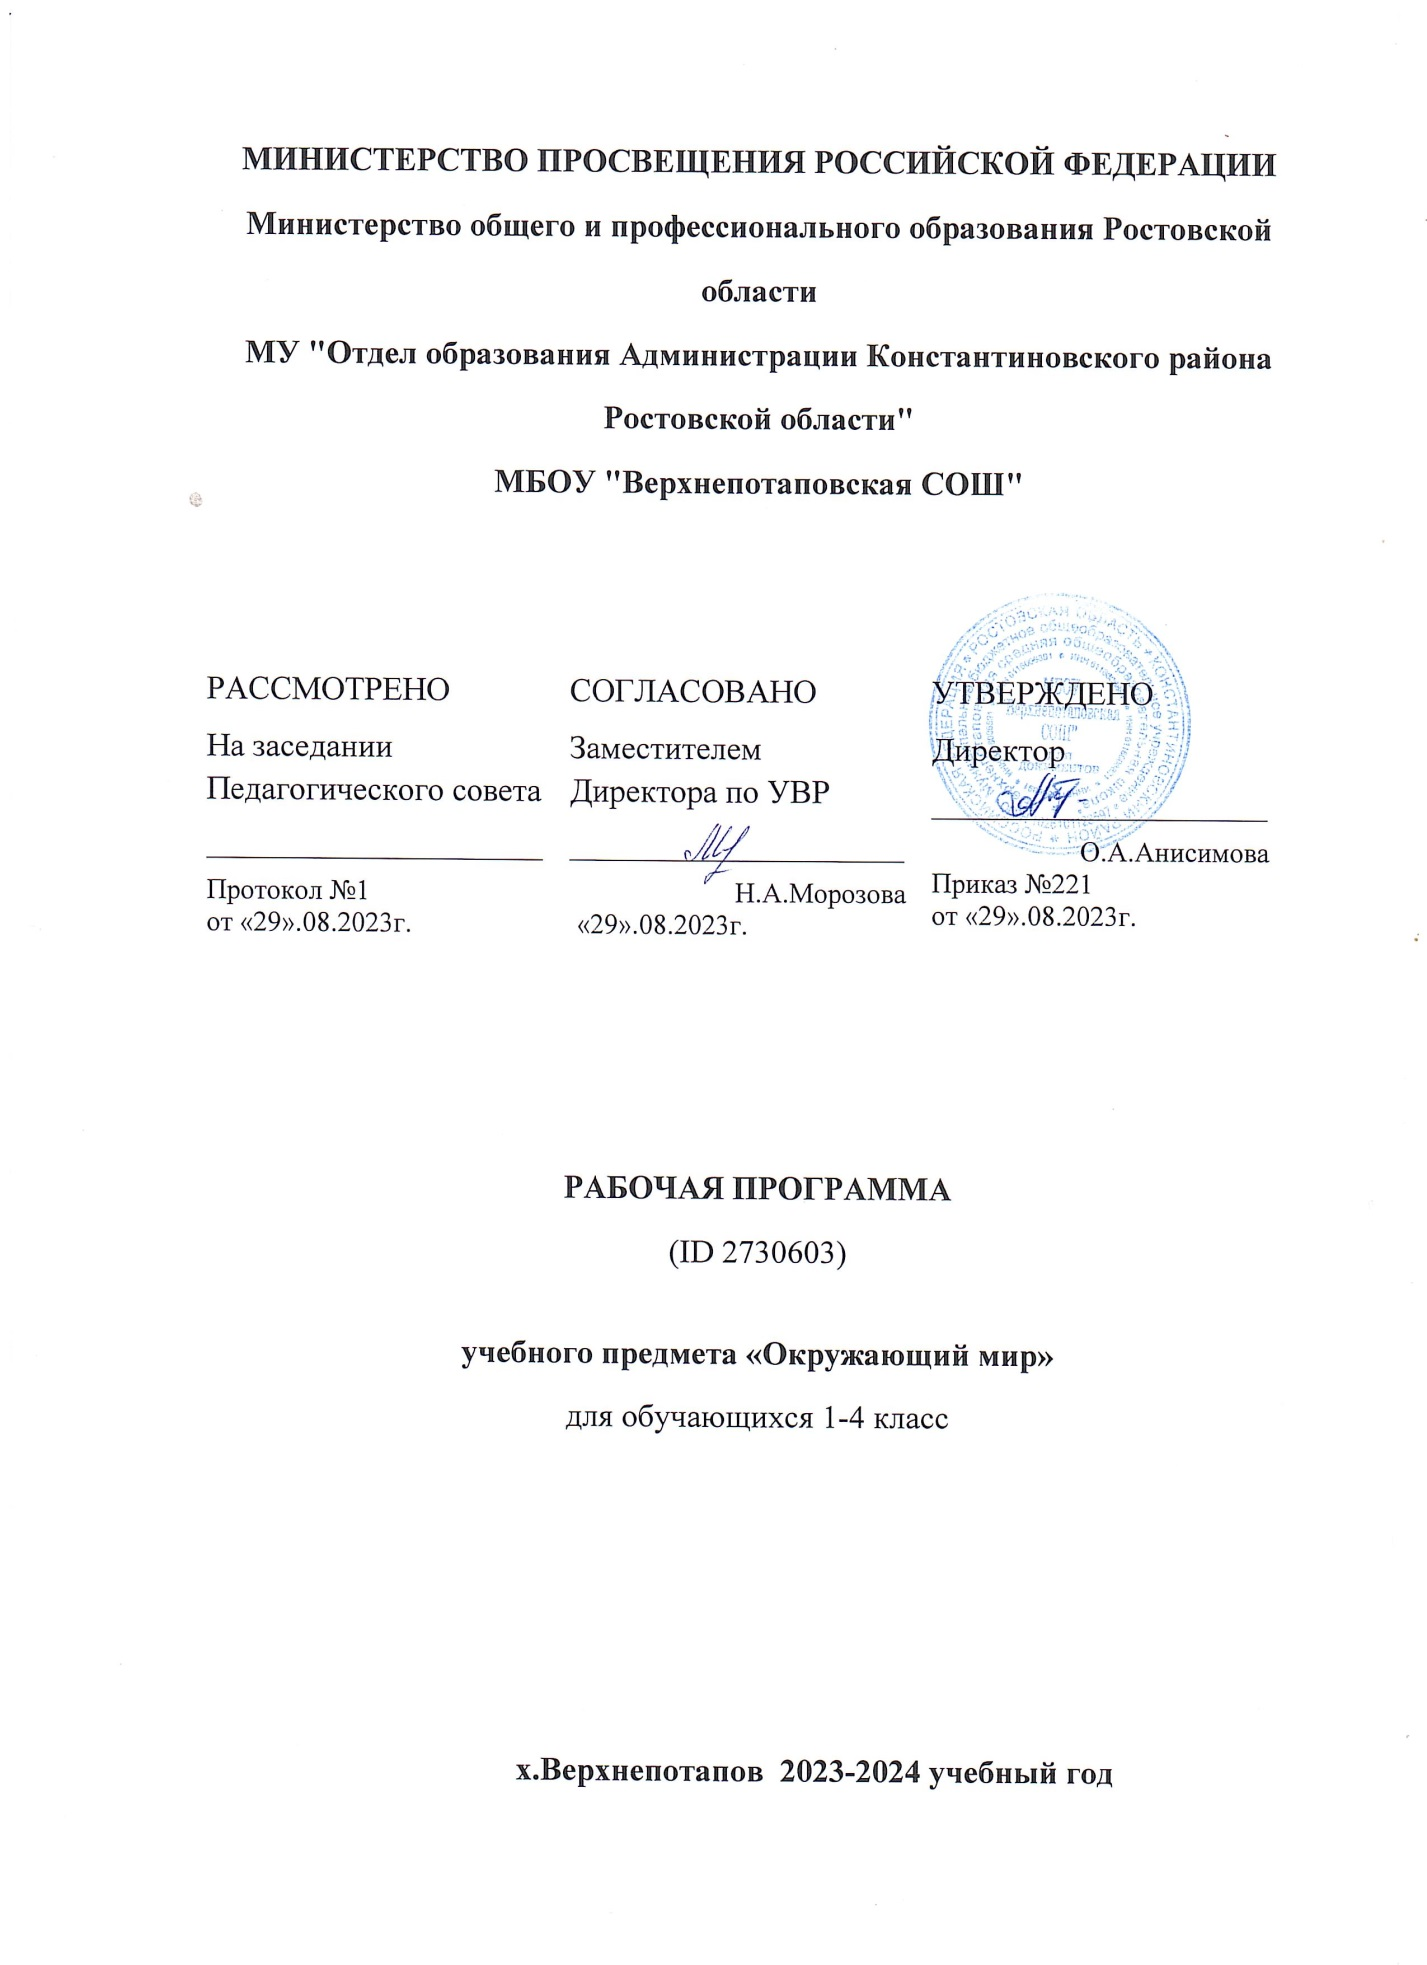 МИНИСТЕРСТВО ПРОСВЕЩЕНИЯ РОССИЙСКОЙ ФЕДЕРАЦИИ
Министерство общего и профессионального образования Ростовской
области
МУ "Отдел образования Администрации Константиновского района
Ростовской области"
МБОУ "Верхнепотаповская СОШ"
РАССМОТРЕНО
На заседании
Педагогического совета
Протокол №1
от «29».08.2023г.
СОГЛАСОВАНО
Заместителем
Директора по УВР
Н.А.Морозова
«29».08.2023г.
УТВЕРЖДЕНО
Директор
О.А.Анисимова
Приказ №221
от «29».08.2023г.
РАБОЧАЯ ПРОГРАММА
(ID 2730603)
учебного предмета «Окружающий мир»
для обучающихся 1-4 класс
х.Верхнепотапов 2023-2024 учебный год